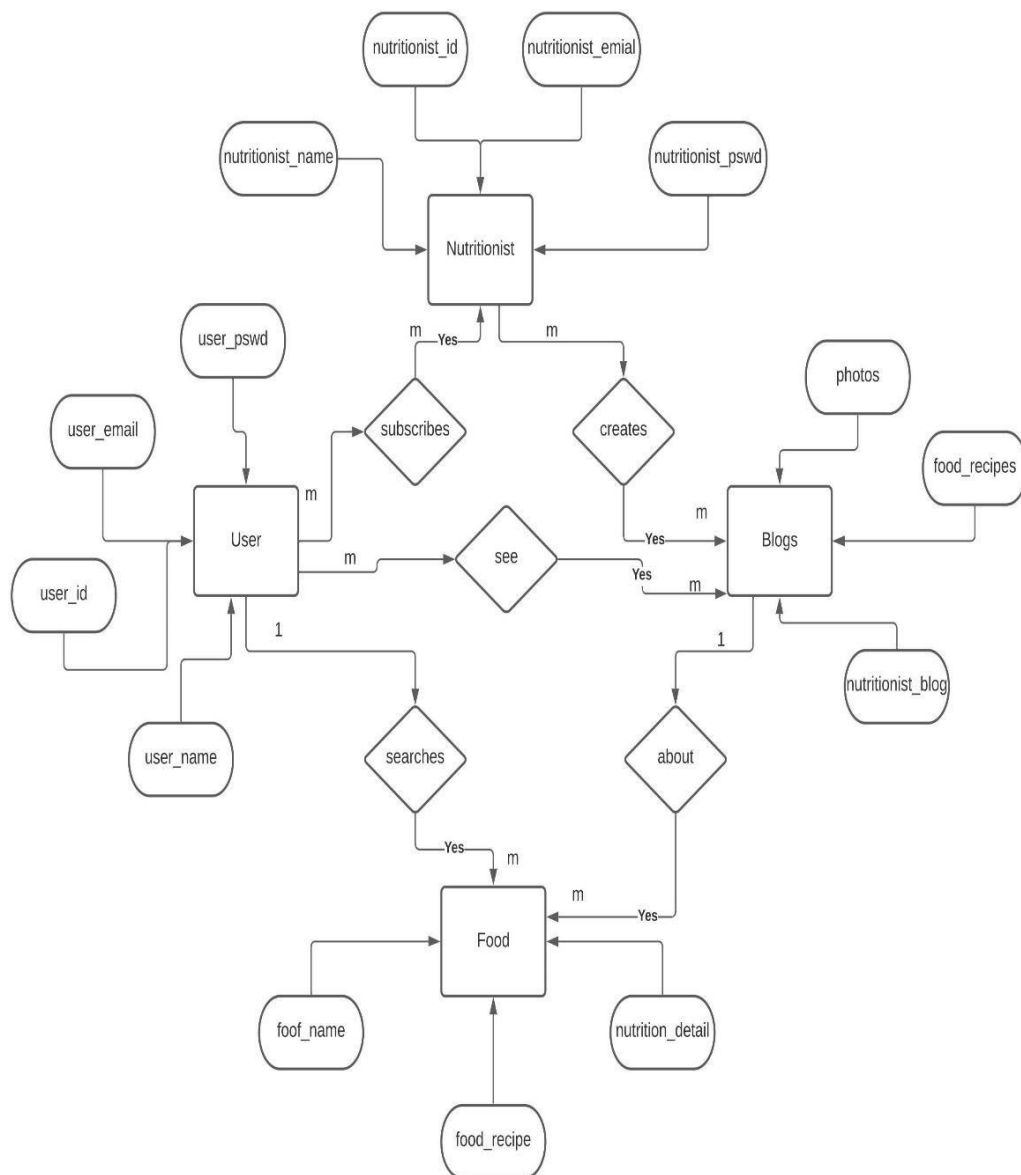 nutritionist_id
nutritionist_emial
nutritionist_name
nutritionist_pswd
Nutritionist
user_pswd
m
Yes
m
photos
user_email
subscribes
creates
food_recipes
m
User
see
m
Yes
Blogs
m
Yes
m
user_id
1
1
nutritionist_blog
user_name
searches
about
Yes
m
m
Yes
Food
foof_name
nutrition_detail
food_recipe